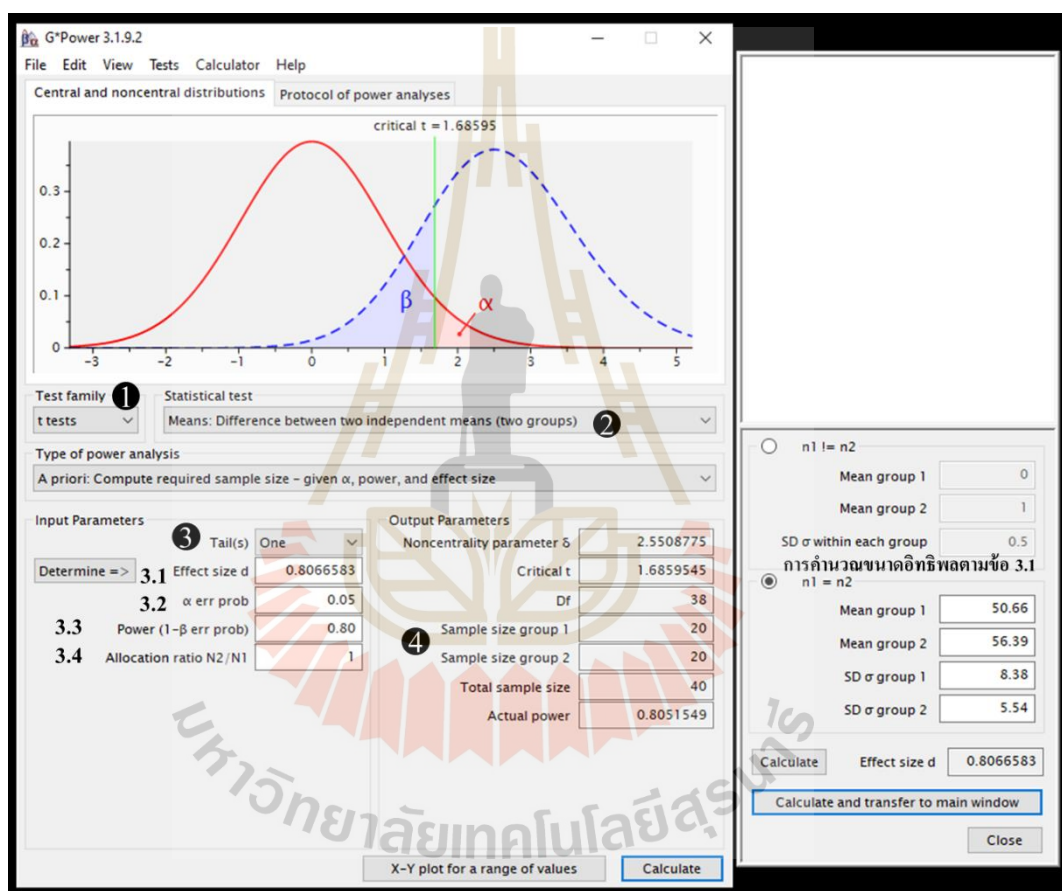 G*Power 3.1.9.2
File Edit View Tests Calculator Help
Central and noncentral distributions Protocol of power analyses
critical t = 1.68595
0.3
0.2
0.1
0
β α
-3 -2 -1 0 1 2 3 4 5
Test family 1 Statistical test
t tests Means: Difference between two independent means (two groups) 2
Type of power analysis
A priori: Compute required sample size - given α, power, and effect size
Input Parameters
3 Tail(s) One
Determine => 3.1 Effect size d 0.8066583
3.2 α err prob 0.05
3.3 Power (1-β err prob) 0.80
3.4 Allocation ratio N2/N1 1
Output Parameters
Noncentrality parameter δ 2.5508775
Critical t 1.6859545
Df 38
4 Sample size group 1 20
Sample size group 2 20
Total sample size 40
Actual power 0.8051549
X-Y plot for a range of values Calculate
n1 != n2
Mean group 1 0
Mean group 2 1
SD σ within each group 0.5
การคำนวณขนาดอิทธิพลตามข้อ 3.1
n1 = n2
Mean group 1 50.66
Mean group 2 56.39
SD σ group 1 8.38
SD σ group 2 5.54
Calculate Effect size d 0.8066583
Calculate and transfer to main window
Close
มหาวิทยาลัยเทคโนโลยีสุรนารี